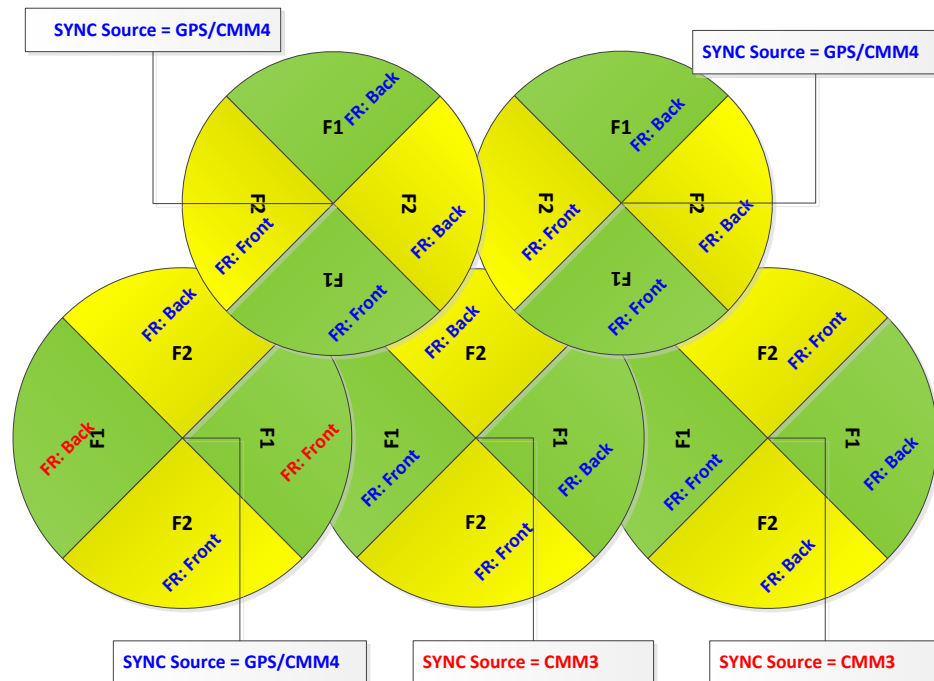 SYNC Source = GPS/CMM4
SYNC Source = GPS/CMM4
F1
FR: Back
F2
FR: Front
F2
FR: Back
F1
FR: Front
F1
FR: Back
F2
FR: Front
F2
FR: Back
F1
FR: Front
FR: Back
F2
F1
FR: Back
F1
FR: Front
F2
FR: Front
FR: Back
F2
F1
FR: Front
F1
FR: Back
F2
FR: Front
F2
FR: Front
F1
FR: Front
F1
FR: Back
F2
FR: Back
SYNC Source = GPS/CMM4
SYNC Source = CMM3
SYNC Source = CMM3